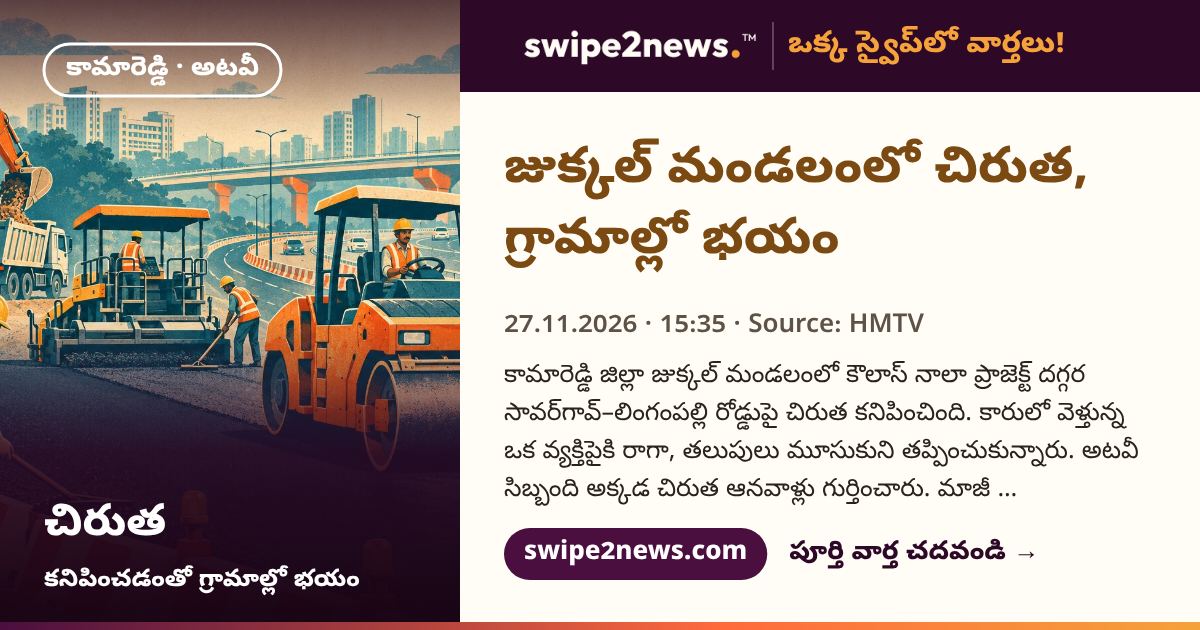 కామారెడ్డి · అటవీ
swipe2news.™
ఒక్క స్వైప్‌లో వార్తలు!
జుక్కల్ మండలంలో చిరుత,
గ్రామాల్లో భయం
27.11.2026 · 15:35 · Source: HMTV
కామారెడ్డి జిల్లా జుక్కల్ మండలంలో కౌలాస్ నాలా ప్రాజెక్ట్ దగ్గర
సావర్‌గావ్–లింగంపల్లి రోడ్డుపై చిరుత కనిపించింది. కారులో వెళ్తున్న
ఒక వ్యక్తిపైకి రాగా, తలుపులు మూసుకుని తప్పించుకున్నారు. అటవీ
సిబ్బంది అక్కడ చిరుత ఆనవాళ్లు గుర్తించారు. మాజీ ...
చిరుత
కనిపించడంతో గ్రామాల్లో భయం
swipe2news.com
పూర్తి వార్త చదవండి →